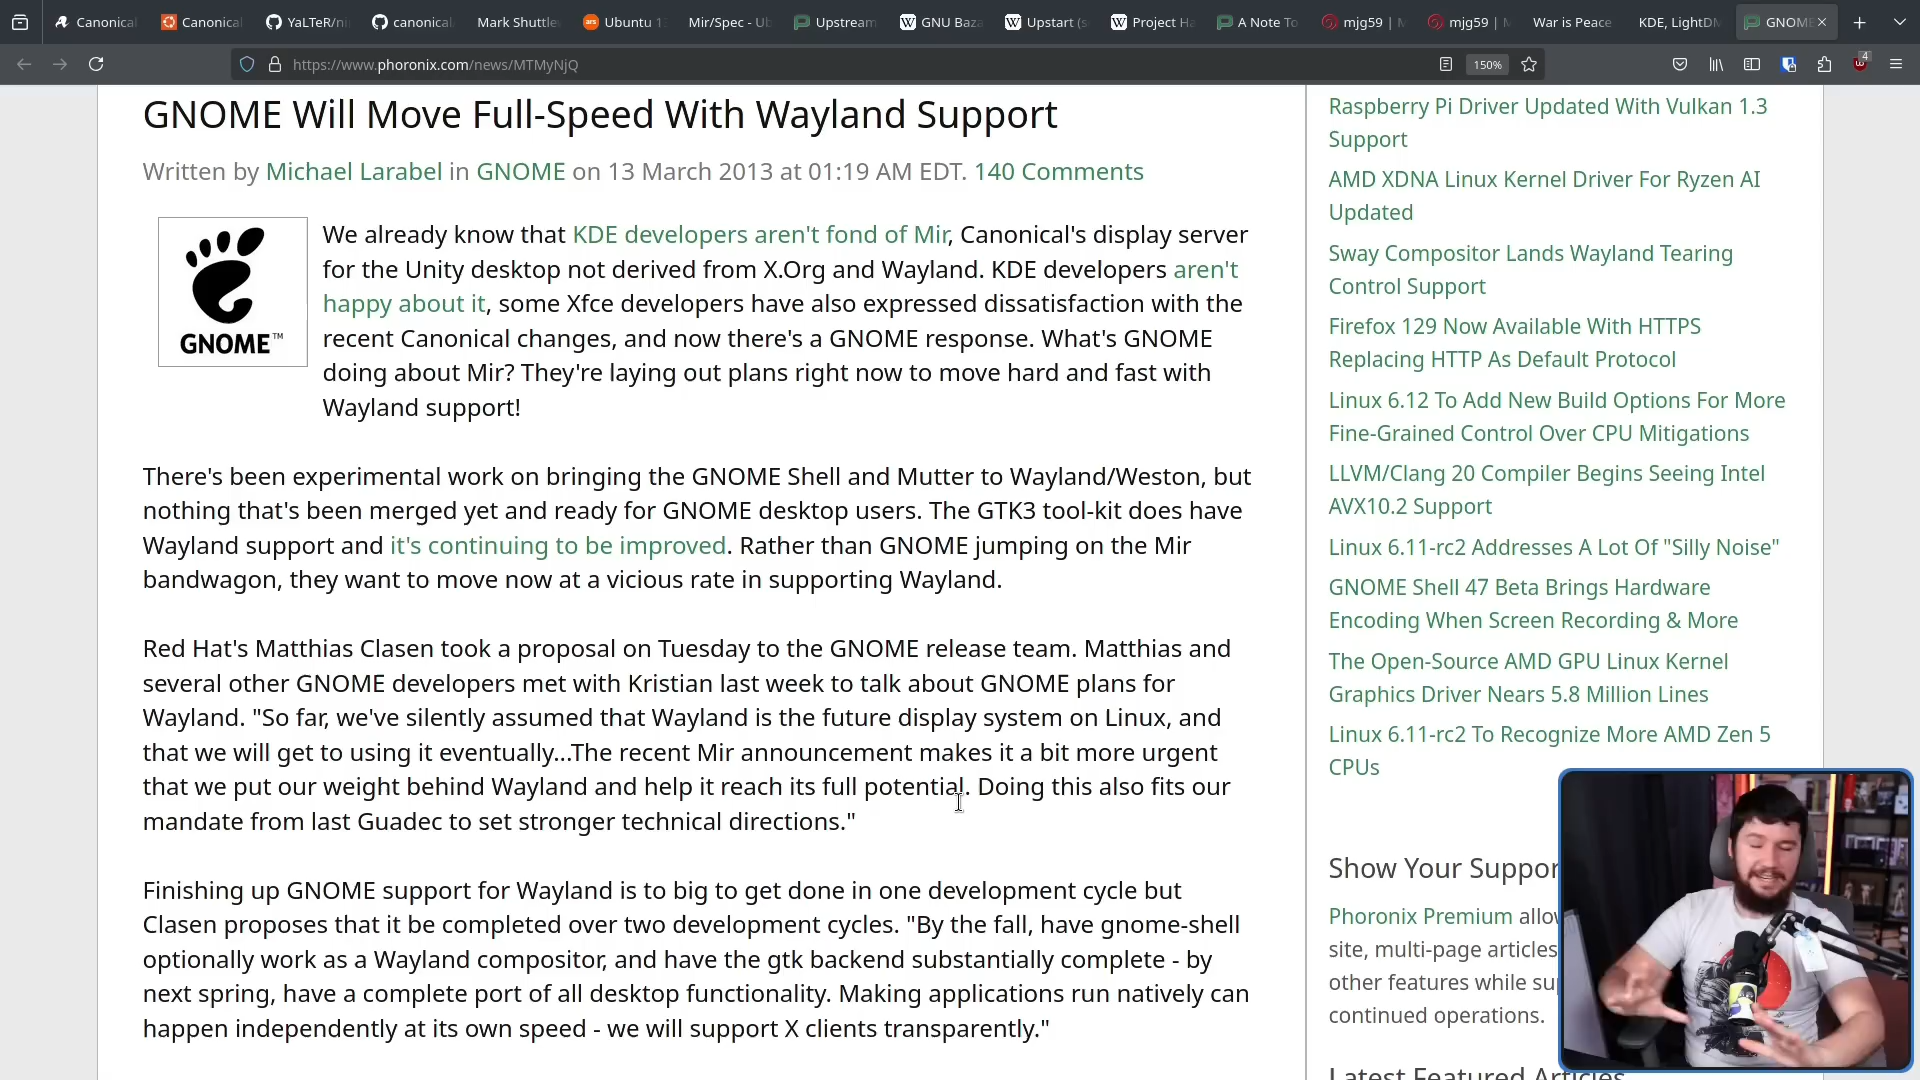 Canonical
Canonical
YaLTeR/ni
canonical
Mark Shuttle
Ubuntu 1
Mir/Spec - Ub
Upstream
GNU Baza
Upstart (s
Project Ha
A Note To
mjg59 | M
mjg59 | M
War is Peace
KDE, LightDM
GNOME
https://www.phoronix.com/news/MTMyNjQ
150%
4
GNOME Will Move Full-Speed With Wayland Support
Written by Michael Larabel in GNOME on 13 March 2013 at 01:19 AM EDT. 140 Comments
GNOME™
We already know that KDE developers aren't fond of Mir, Canonical's display server
for the Unity desktop not derived from X.Org and Wayland. KDE developers aren't
happy about it, some Xfce developers have also expressed dissatisfaction with the
recent Canonical changes, and now there's a GNOME response. What's GNOME
doing about Mir? They're laying out plans right now to move hard and fast with
Wayland support!
There's been experimental work on bringing the GNOME Shell and Mutter to Wayland/Weston, but
nothing that's been merged yet and ready for GNOME desktop users. The GTK3 tool-kit does have
Wayland support and it's continuing to be improved. Rather than GNOME jumping on the Mir
bandwagon, they want to move now at a vicious rate in supporting Wayland.
Red Hat's Matthias Clasen took a proposal on Tuesday to the GNOME release team. Matthias and
several other GNOME developers met with Kristian last week to talk about GNOME plans for
Wayland. "So far, we've silently assumed that Wayland is the future display system on Linux, and
that we will get to using it eventually...The recent Mir announcement makes it a bit more urgent
that we put our weight behind Wayland and help it reach its full potential. Doing this also fits our
mandate from last Guadec to set stronger technical directions."
Finishing up GNOME support for Wayland is to big to get done in one development cycle but
Clasen proposes that it be completed over two development cycles. "By the fall, have gnome-shell
optionally work as a Wayland compositor, and have the gtk backend substantially complete - by
next spring, have a complete port of all desktop functionality. Making applications run natively can
happen independently at its own speed - we will support X clients transparently."
Raspberry Pi Driver Updated With Vulkan 1.3
Support
AMD XDNA Linux Kernel Driver For Ryzen AI
Updated
Sway Compositor Lands Wayland Tearing
Control Support
Firefox 129 Now Available With HTTPS
Replacing HTTP As Default Protocol
Linux 6.12 To Add New Build Options For More
Fine-Grained Control Over CPU Mitigations
LLVM/Clang 20 Compiler Begins Seeing Intel
AVX10.2 Support
Linux 6.11-rc2 Addresses A Lot Of "Silly Noise"
GNOME Shell 47 Beta Brings Hardware
Encoding When Screen Recording & More
The Open-Source AMD GPU Linux Kernel
Graphics Driver Nears 5.8 Million Lines
Linux 6.11-rc2 To Recognize More AMD Zen 5
CPUs
Show Your Suppor
Phoronix Premium allo
site, multi-page articles
other features while su
continued operations.
Latest Featured Articles